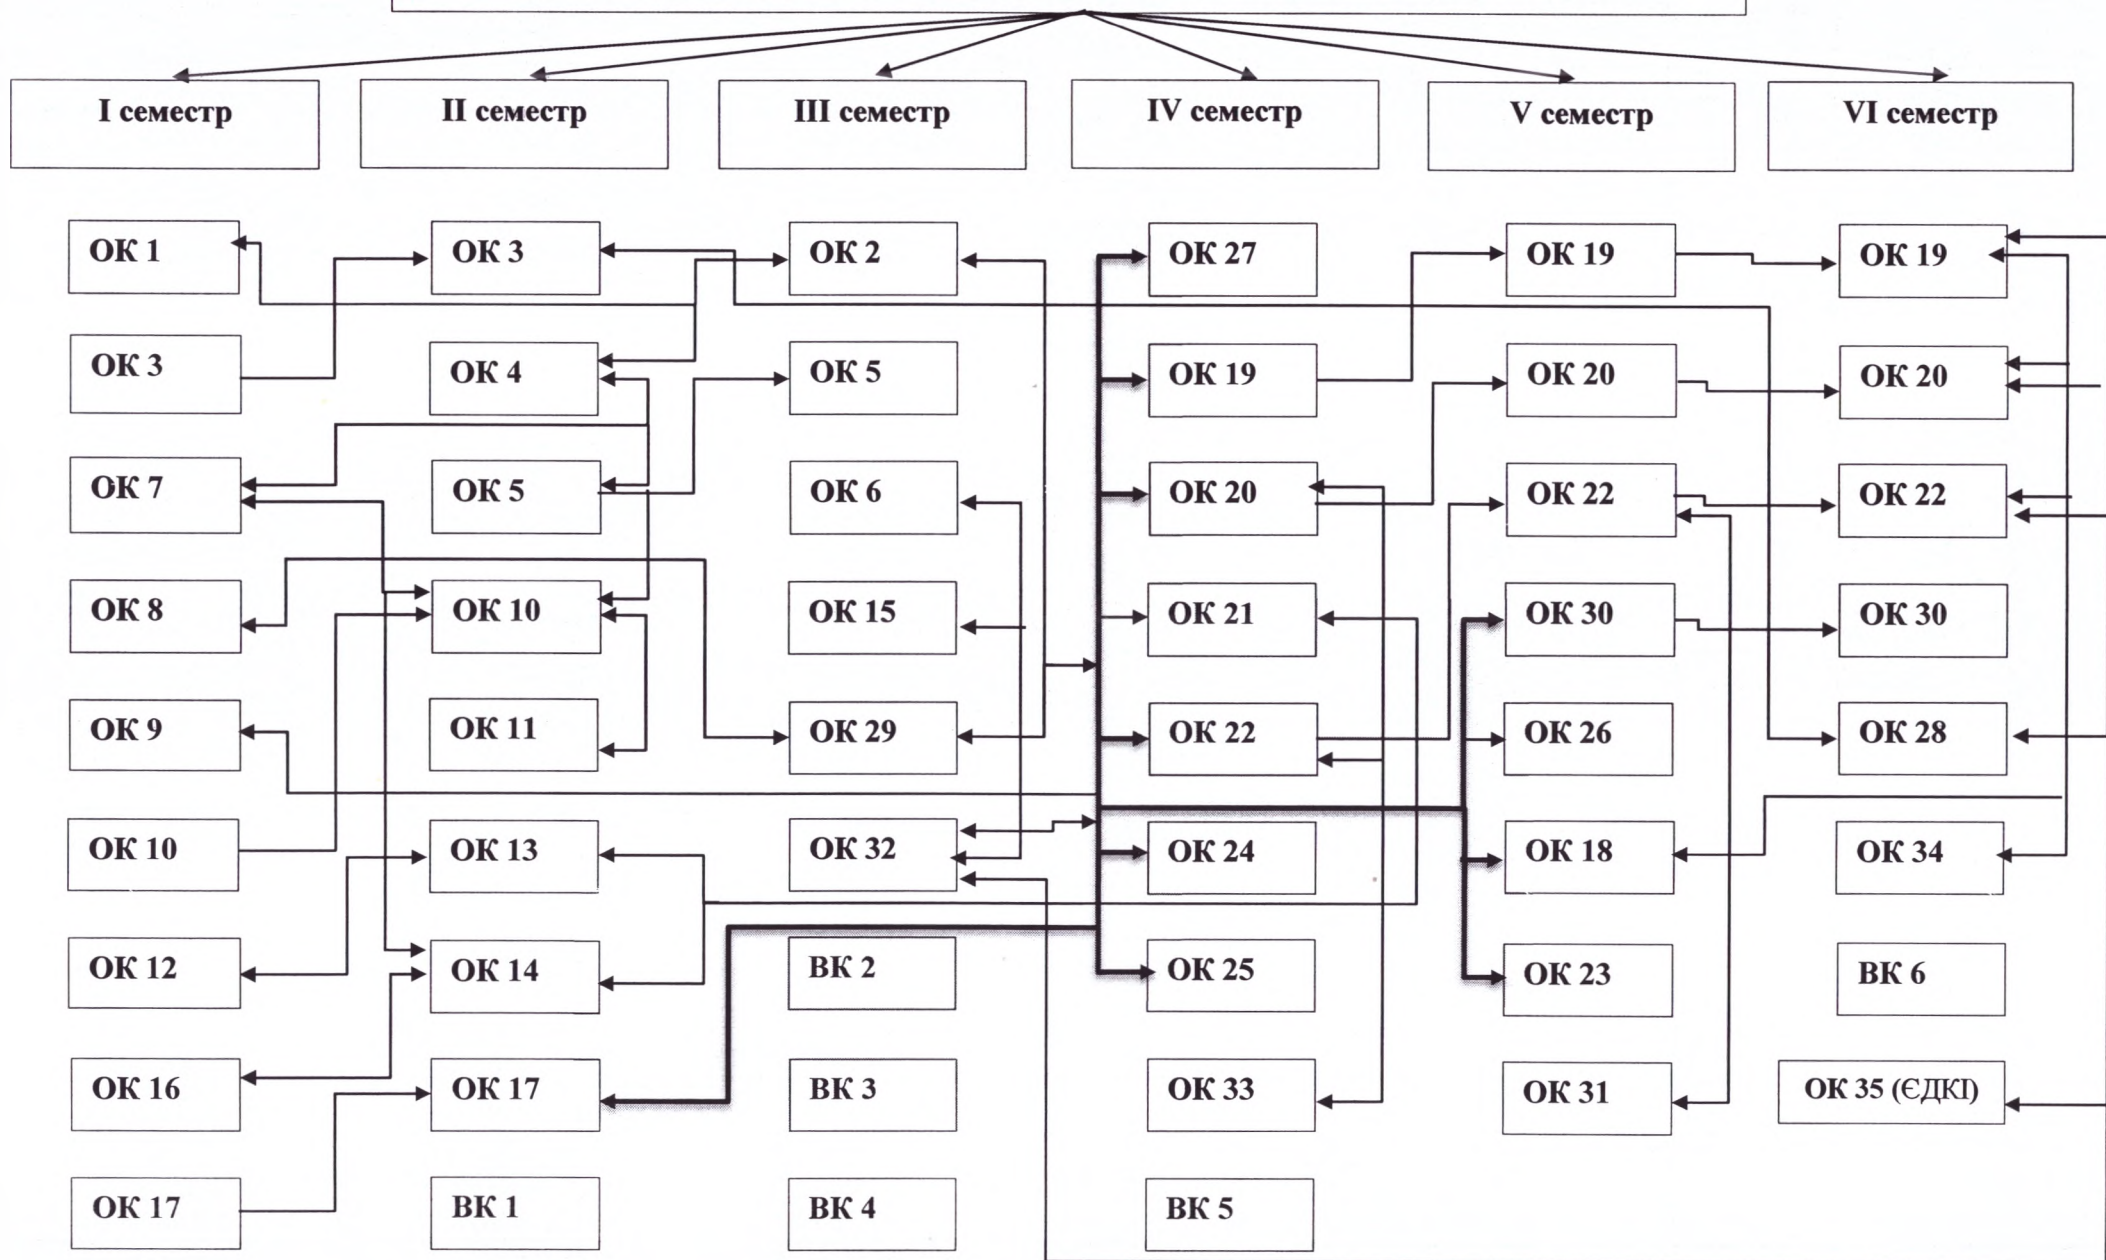 I семестр
II семестр
III семестр
IV семестр
V семестр
VI семестр
ОК 1
ОК 3
ОК 2
ОК 27
ОК 19
ОК 19
ОК 3
ОК 4
ОК 5
ОК 19
ОК 20
ОК 20
ОК 7
ОК 5
ОК 6
ОК 20
ОК 22
ОК 22
ОК 8
ОК 10
ОК 15
ОК 21
ОК 30
ОК 30
ОК 9
ОК 11
ОК 29
ОК 22
ОК 26
ОК 28
ОК 10
ОК 13
ОК 32
ОК 24
ОК 18
ОК 34
ОК 12
ОК 14
ВК 2
ОК 25
ОК 23
ВК 6
ОК 16
ОК 17
ВК 3
ОК 33
ОК 31
ОК 35 (ЄДКІ)
ОК 17
ВК 1
ВК 4
ВК 5